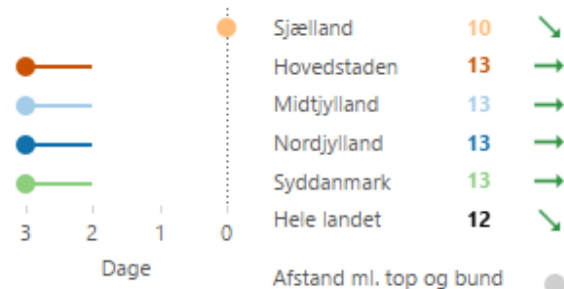 Sjælland 10
Hovedstaden 13
Midtjylland 13
Nordjylland 13
Syddanmark 13
Hele landet 12
3 2 1 0
Dage
Afstand ml. top og bund